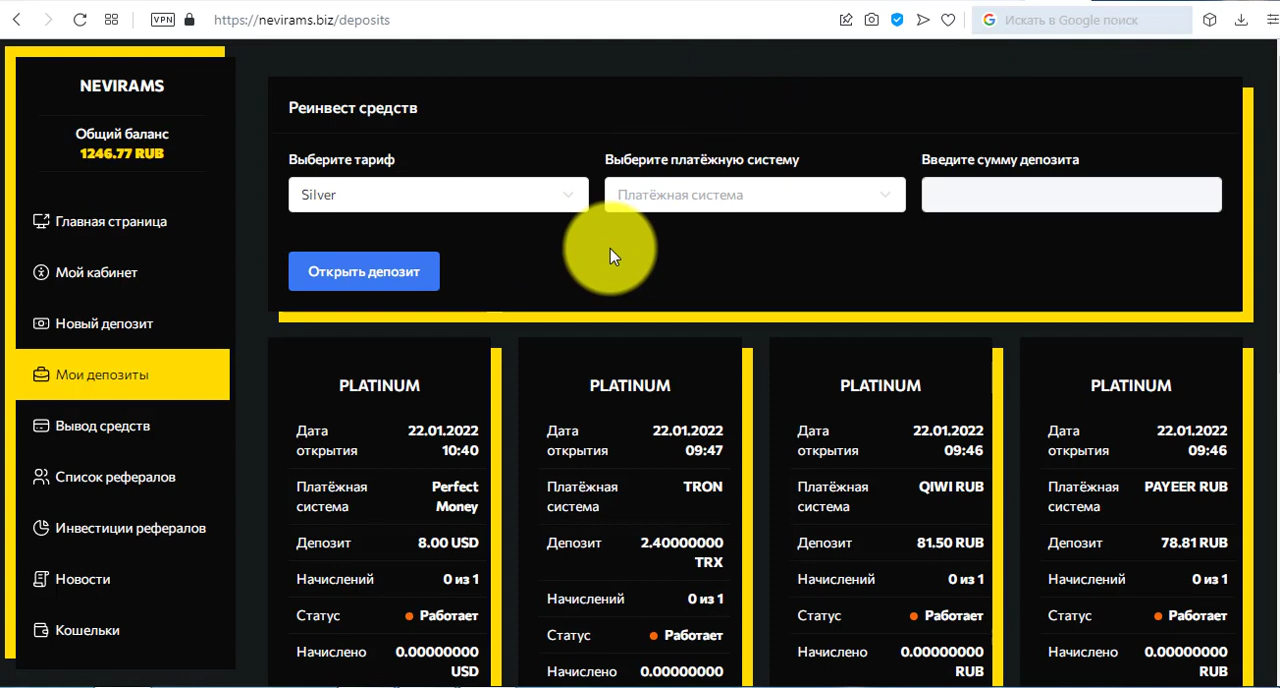 VPN
https://nevirams.biz/deposits
Искать в Google поиск
NEVIRAMS
Общий баланс
1246.77 RUB
Главная страница
Мой кабинет
Новый депозит
Мои депозиты
Вывод средств
Список рефералов
Инвестиции рефералов
Новости
Кошельки
Реинвест средств
Выберите тариф
Silver
Выберите платёжную систему
Платёжная система
Введите сумму депозита
Открыть депозит
PLATINUM
Дата открытия 22.01.2022 10:40
Платёжная система Perfect Money
Депозит 8.00 USD
Начислений 0 из 1
Статус Работает
Начислено 0.00000000 USD
PLATINUM
Дата открытия 22.01.2022 09:47
Платёжная система TRON
Депозит 2.40000000 TRX
Начислений 0 из 1
Статус Работает
Начислено 0.00000000
PLATINUM
Дата открытия 22.01.2022 09:46
Платёжная система QIWI RUB
Депозит 81.50 RUB
Начислений 0 из 1
Статус Работает
Начислено 0.00000000 RUB
PLATINUM
Дата открытия 22.01.2022 09:46
Платёжная система PAYEER RUB
Депозит 78.81 RUB
Начислений 0 из 1
Статус Работает
Начислено 0.00000000 RUB